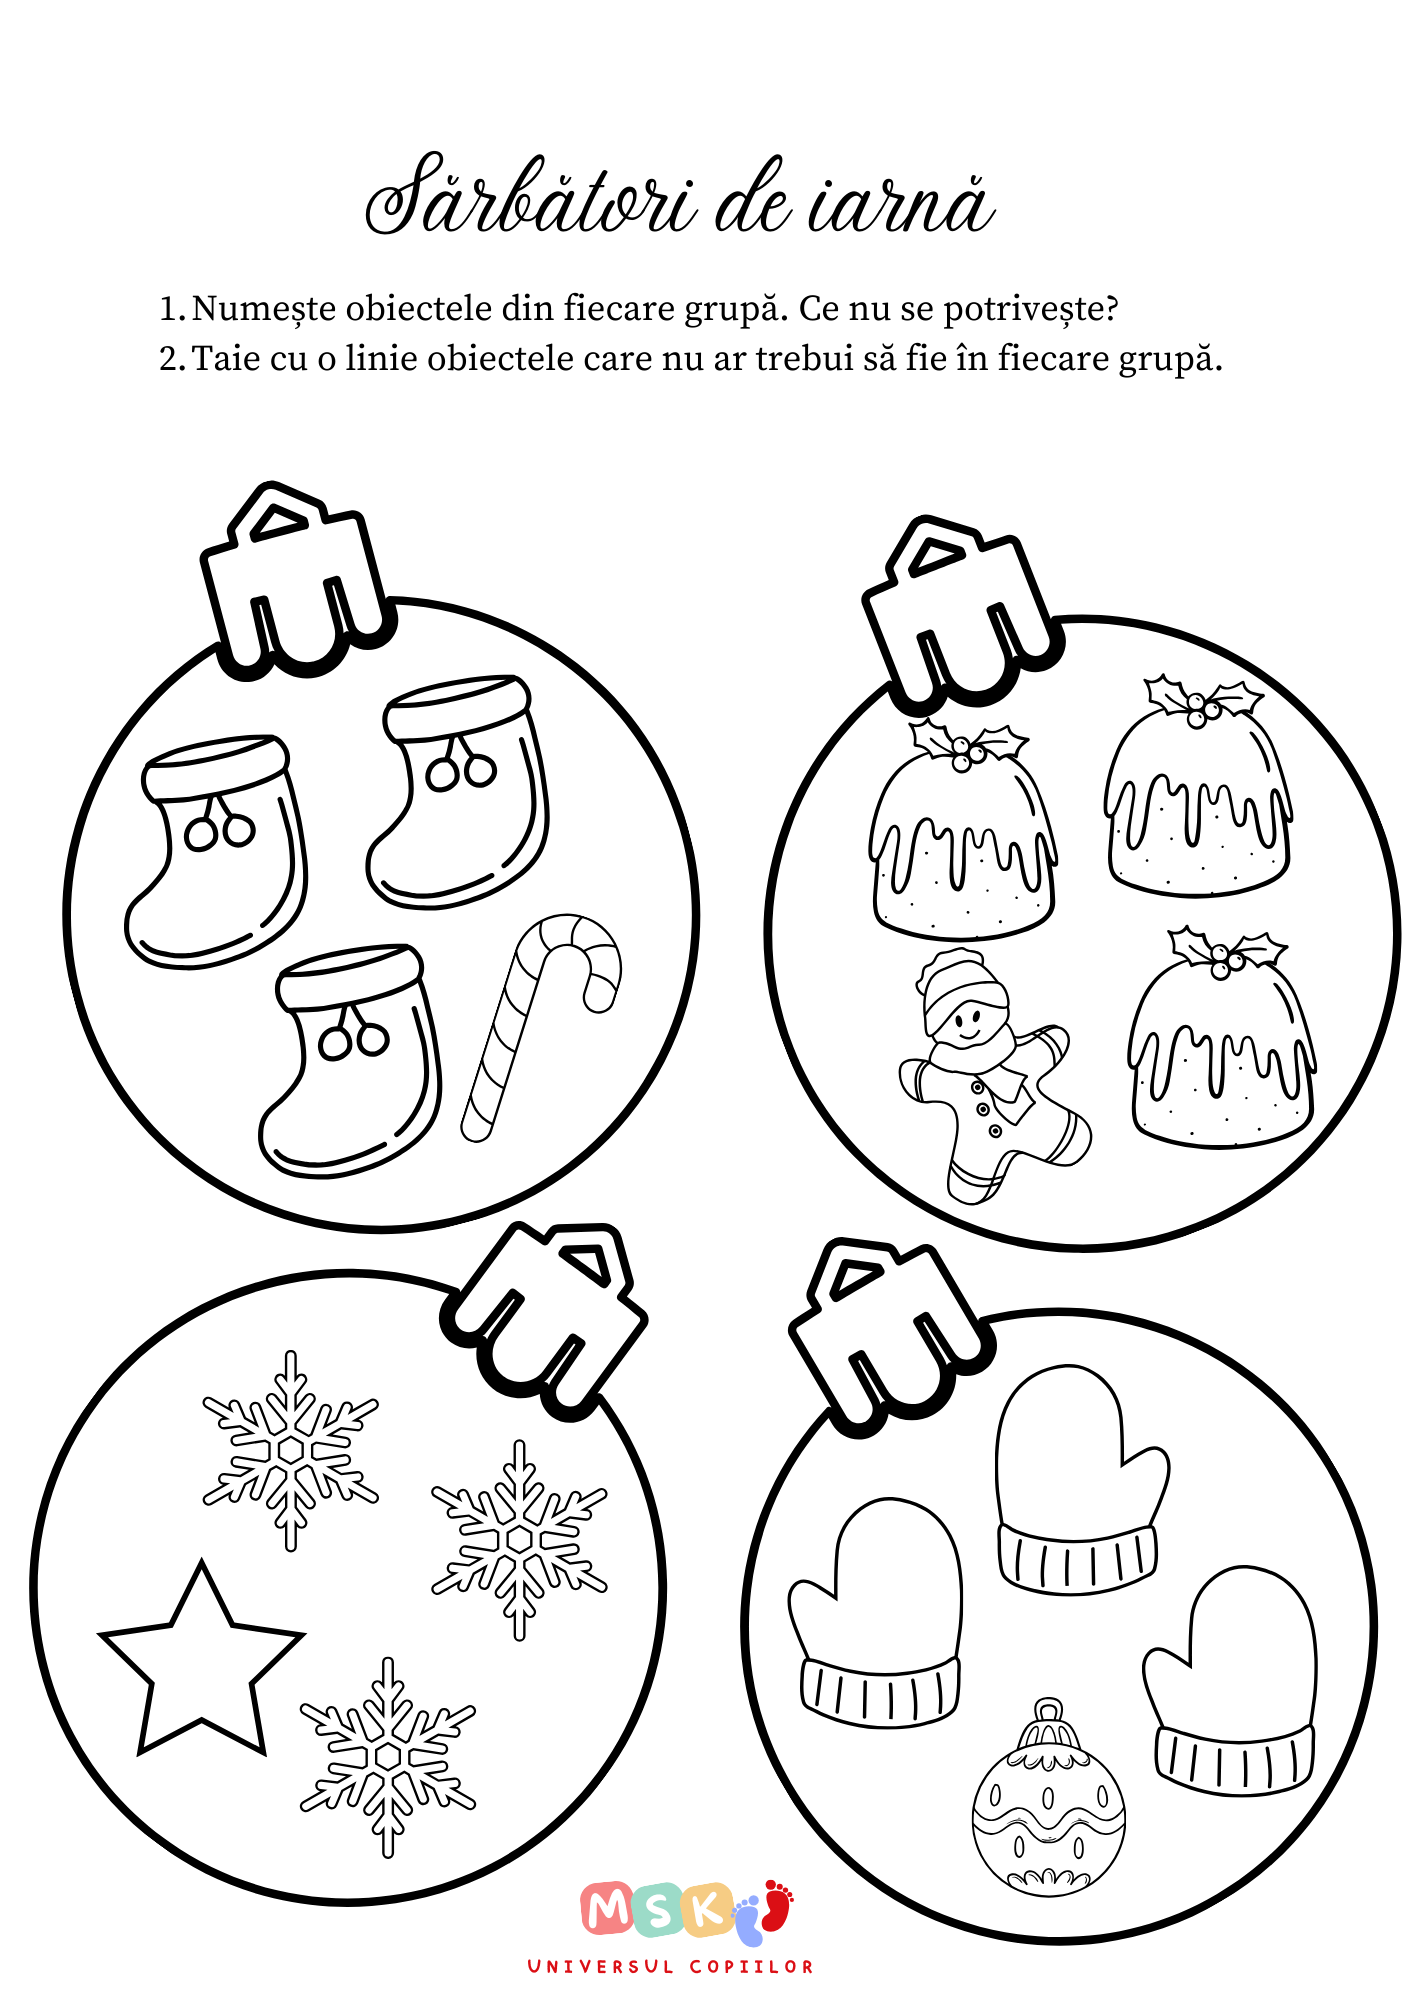 Sărbători de iarnă
1. Numește obiectele din fiecare grupă. Ce nu se potrivește?
2. Taie cu o linie obiectele care nu ar trebui să fie în fiecare grupă.
MSK
UNIVERSUL COPIILOR